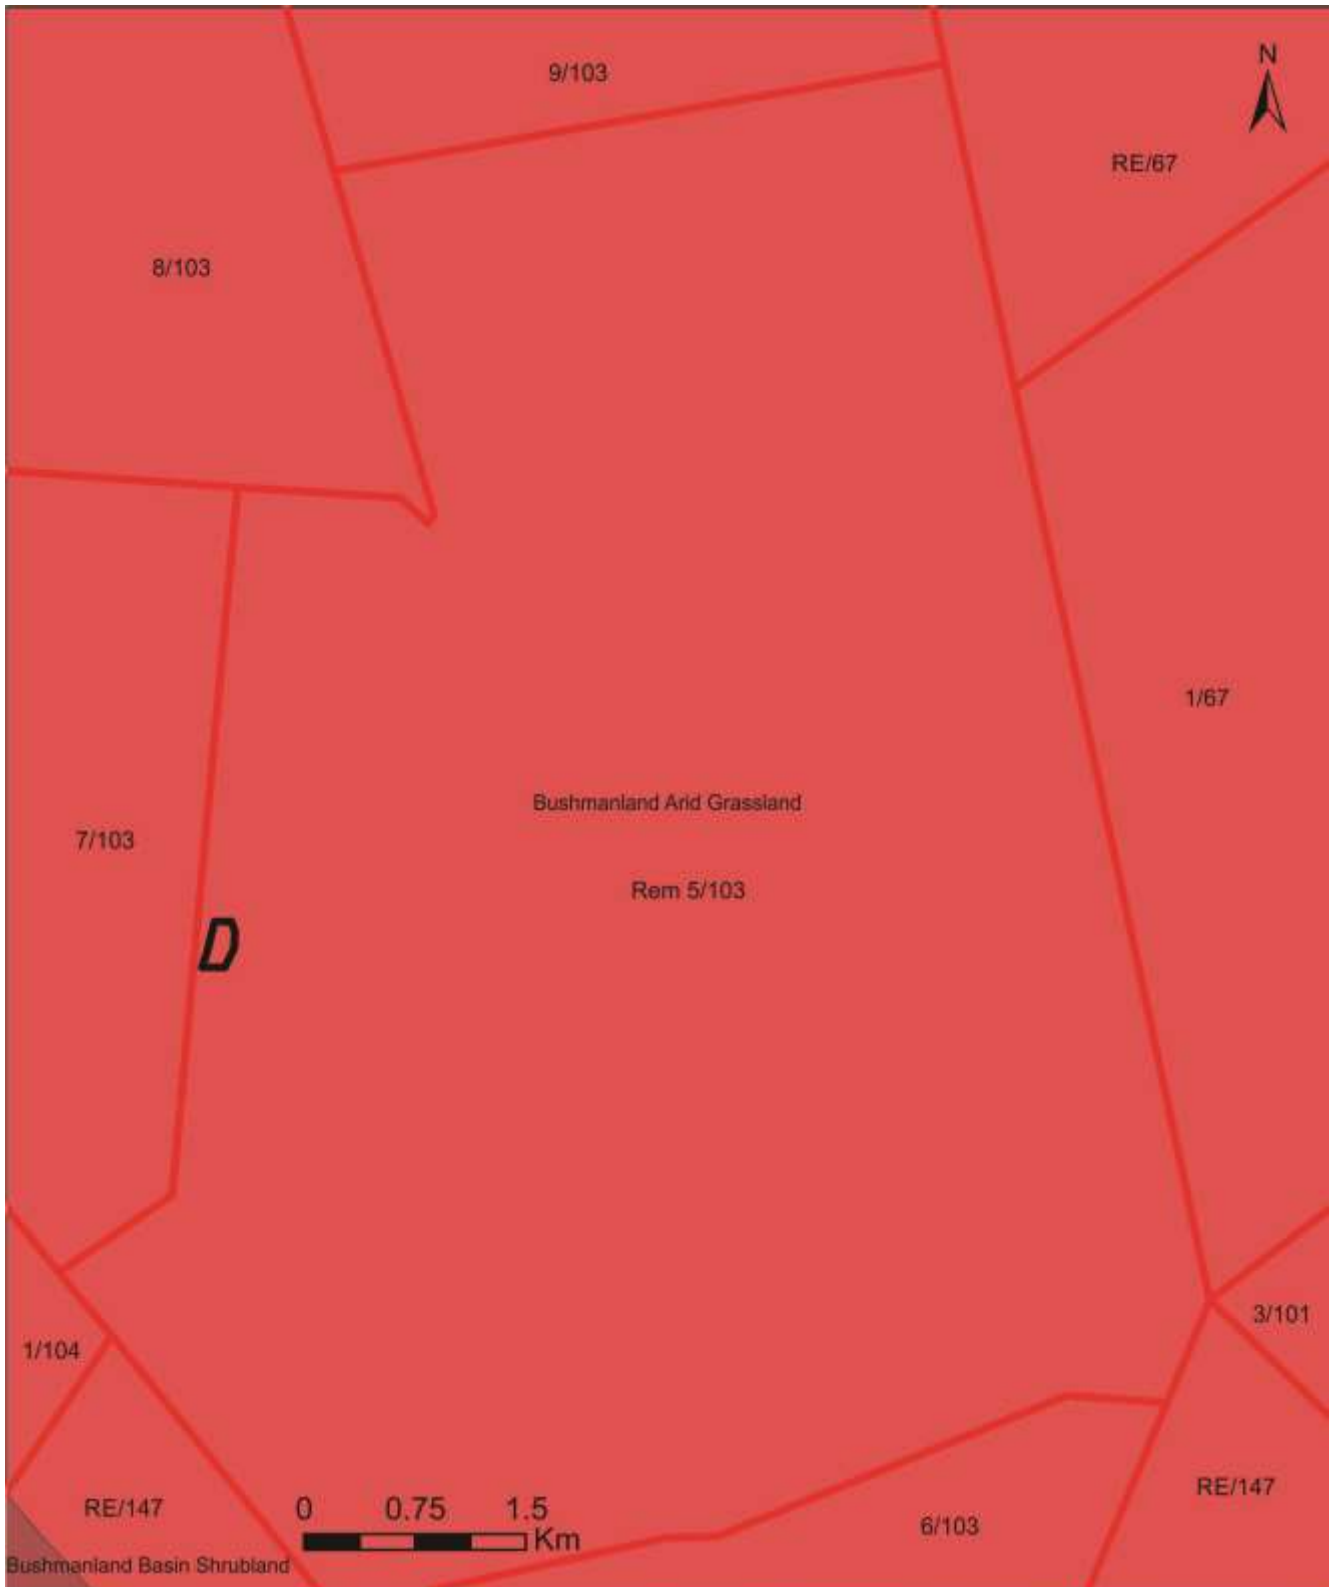 N
9/103
RE/67
8/103
1/67
Bushmanland Arid Grassland
7/103
Rem 5/103
3/101
1/104
RE/147
RE/147
0 0.75 1.5
6/103
Km
Bushmanland Basin Shrubland